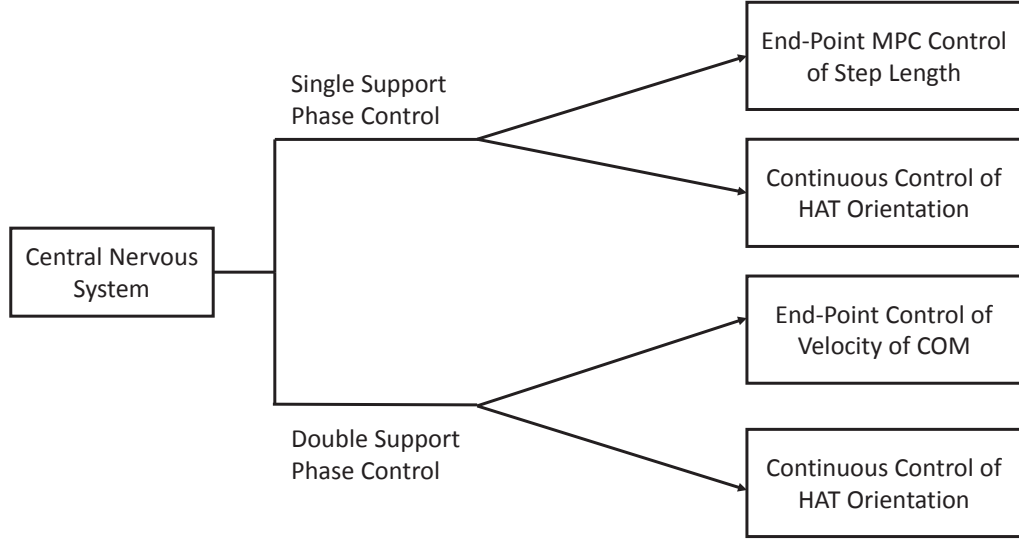 Central Nervous
System
Single Support
Phase Control
End-Point MPC Control
of Step Length
Continuous Control of
HAT Orientation
Double Support
Phase Control
End-Point Control of
Velocity of COM
Continuous Control of
HAT Orientation